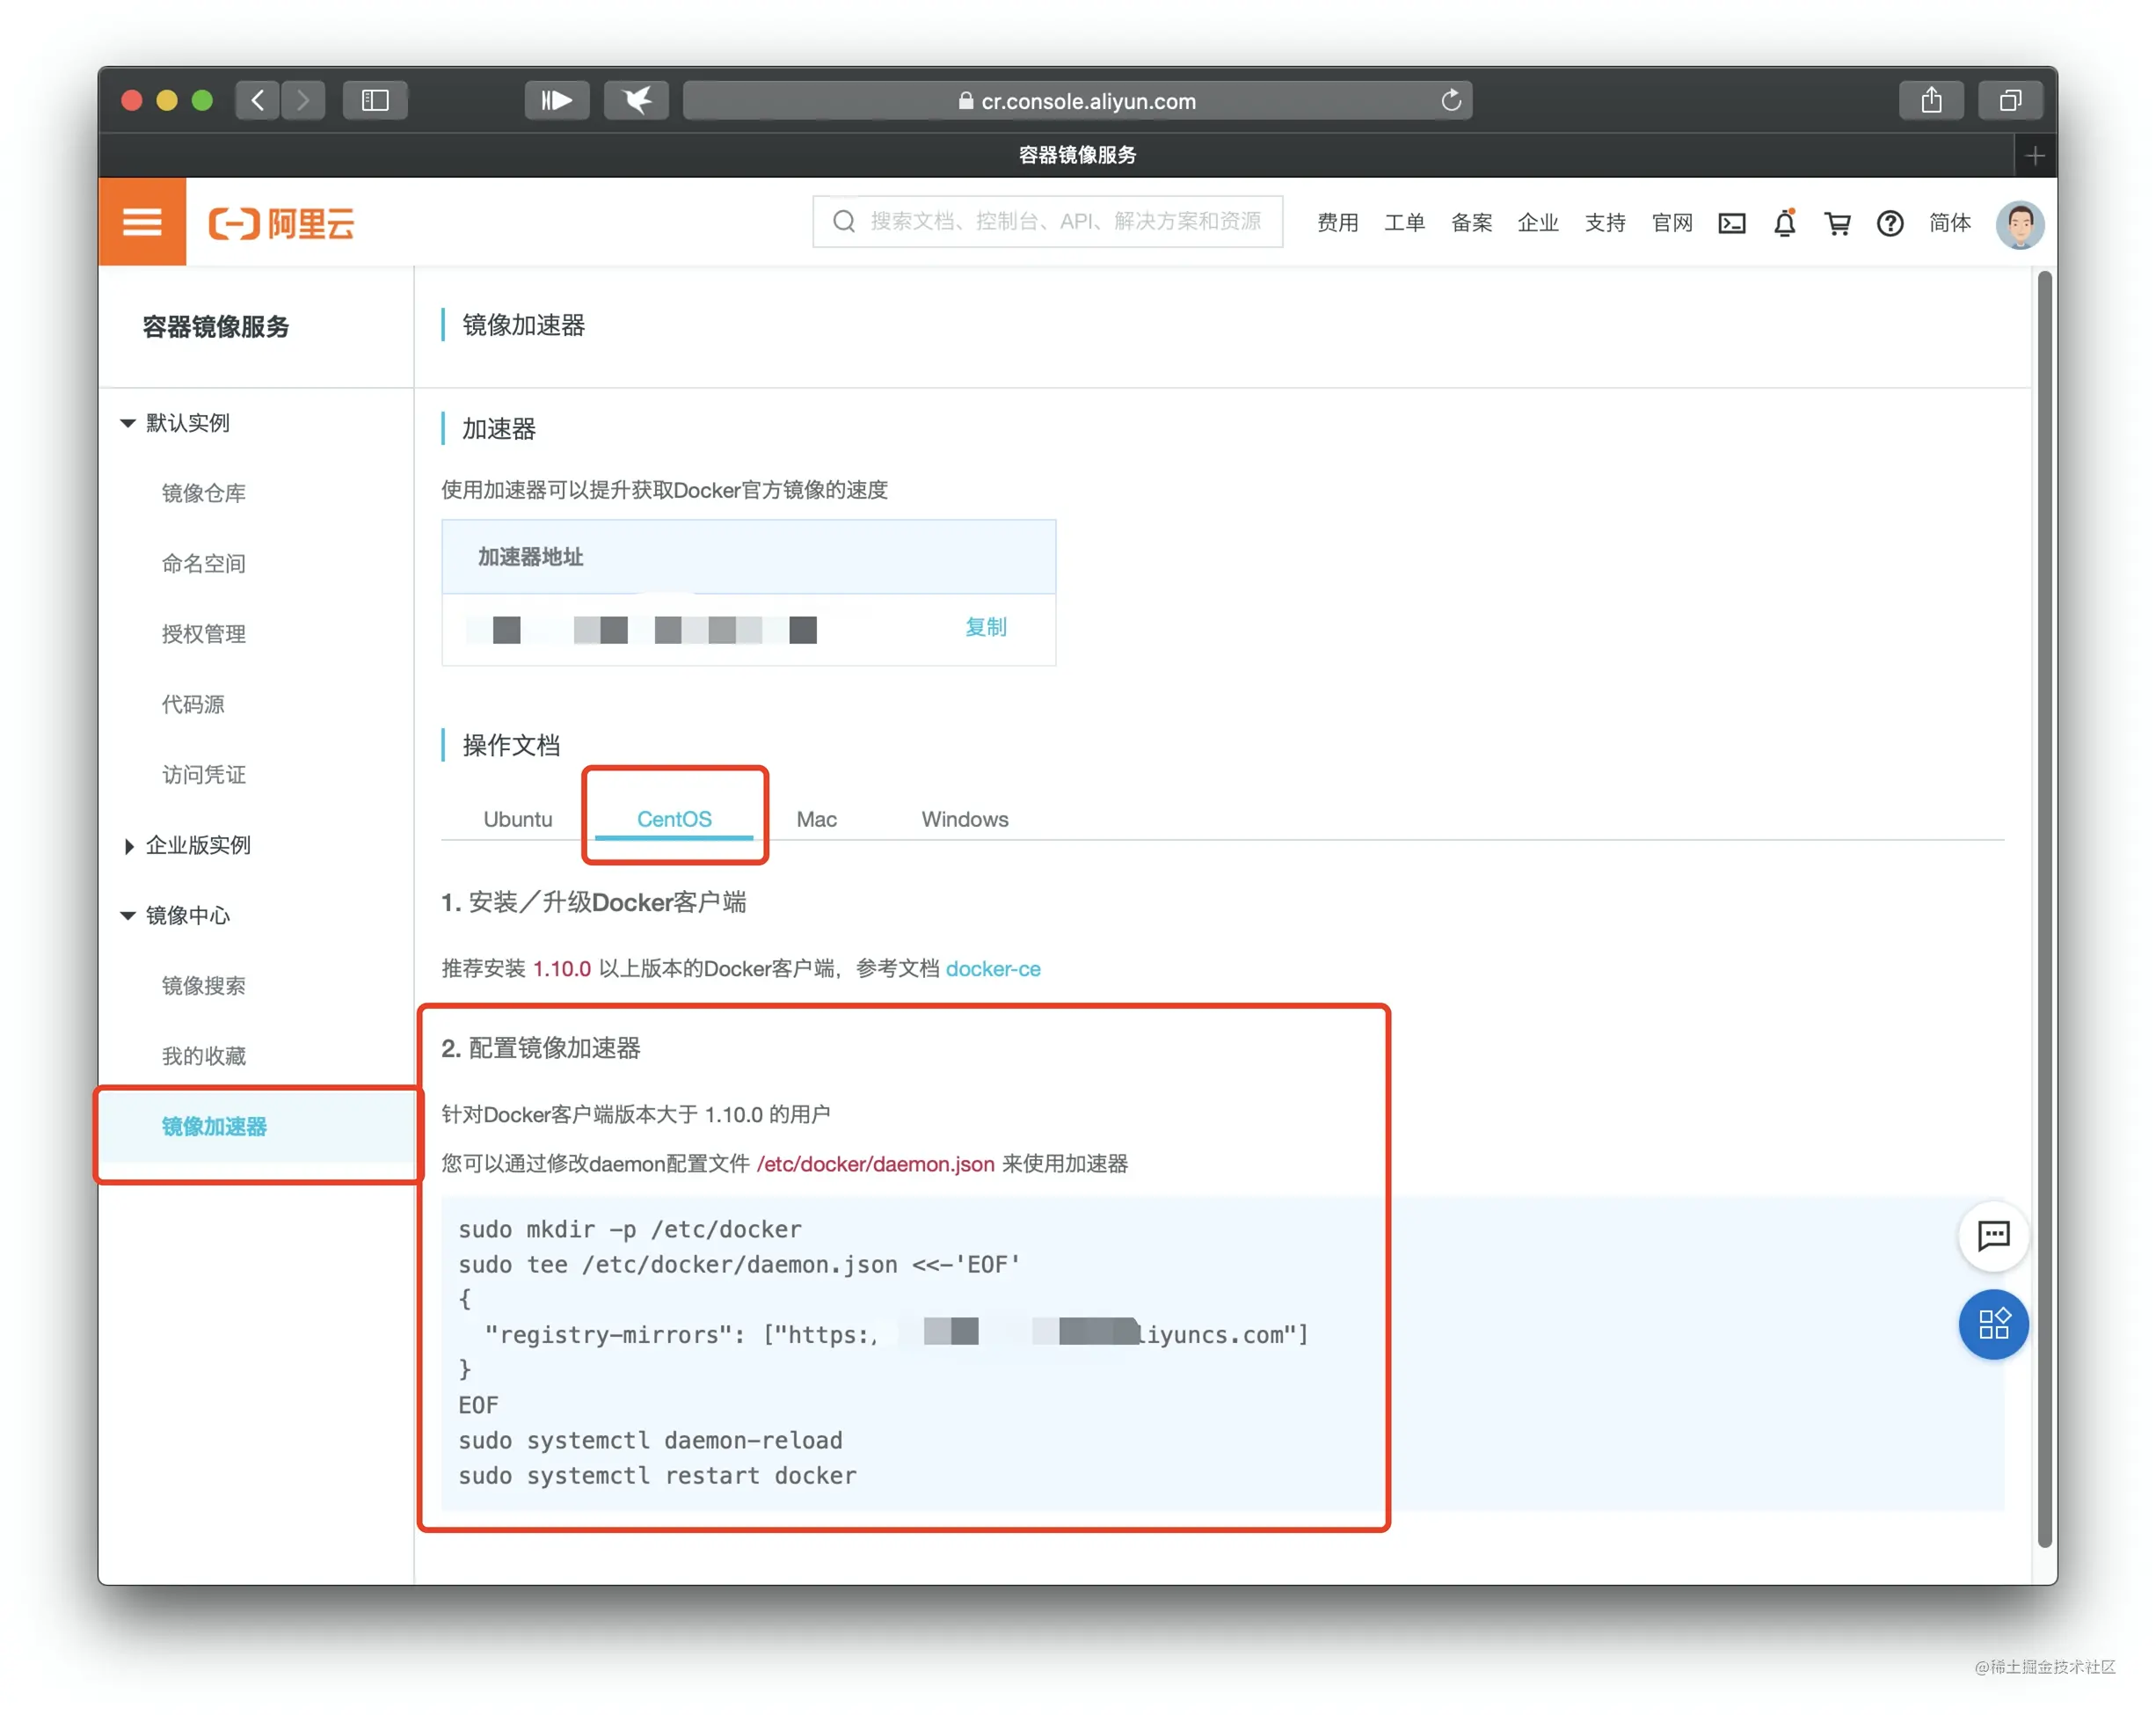 cr.console.aliyun.com
容器镜像服务
阿里云
搜索文档、控制台、API、解决方案和资源
费用 工单 备案 企业 支持 官网 简体
容器镜像服务
默认实例
镜像仓库
命名空间
授权管理
代码源
访问凭证
企业版实例
镜像中心
镜像搜索
我的收藏
镜像加速器
镜像加速器
加速器
使用加速器可以提升获取Docker官方镜像的速度
加速器地址
复制
操作文档
Ubuntu CentOS Mac Windows
1. 安装／升级Docker客户端
推荐安装 1.10.0 以上版本的Docker客户端，参考文档 docker-ce
2. 配置镜像加速器
针对Docker客户端版本大于 1.10.0 的用户
您可以通过修改daemon配置文件 /etc/docker/daemon.json 来使用加速器
sudo mkdir -p /etc/docker
sudo tee /etc/docker/daemon.json <<-'EOF'
{
"registry-mirrors": ["https:/ liyuncs.com"]
}
EOF
sudo systemctl daemon-reload
sudo systemctl restart docker
@稀土掘金技术社区